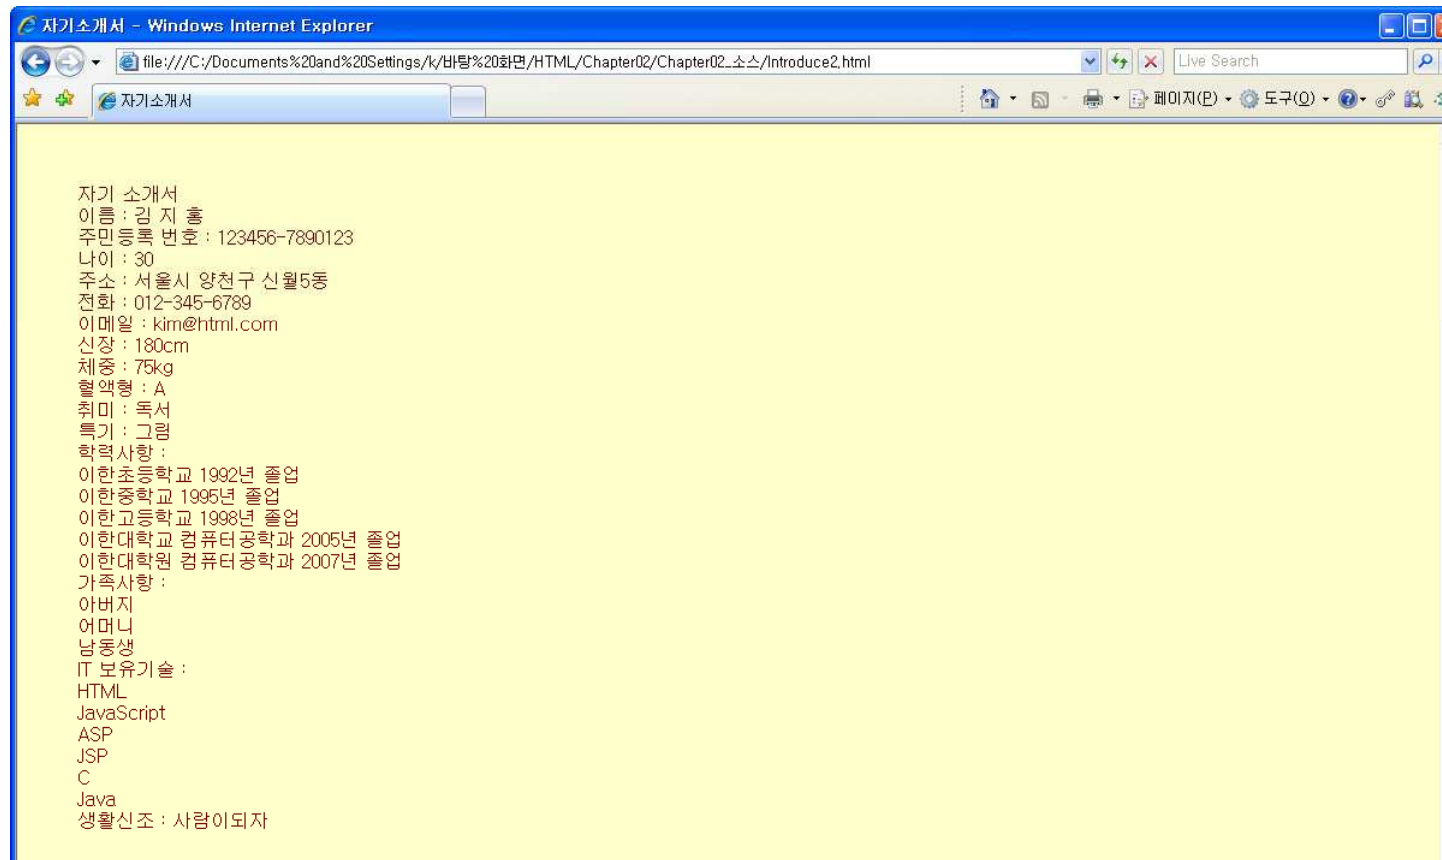 자기소개서 - Windows Internet Explorer
file:///C:/Documents%20and%20Settings/k/바탕%20화면/HTML/Chapter02/Chapter02_소스/Introduce2.html
Live Search
자기소개서
페이지(P)
도구(O)
자기 소개서
이름 : 김 지 홍
주민등록 번호 : 123456-7890123
나이 : 30
주소 : 서울시 양천구 신월5동
전화 : 012-345-6789
이메일 : kim@html.com
신장 : 180cm
체중 : 75kg
혈액형 : A
취미 : 독서
특기 : 그림
학력사항 :
이한초등학교 1992년 졸업
이한중학교 1995년 졸업
이한고등학교 1998년 졸업
이한대학교 컴퓨터공학과 2005년 졸업
이한대학원 컴퓨터공학과 2007년 졸업
가족사항 :
아버지
어머니
남동생
IT 보유기술 :
HTML
JavaScript
ASP
JSP
C
Java
생활신조 : 사람이되자